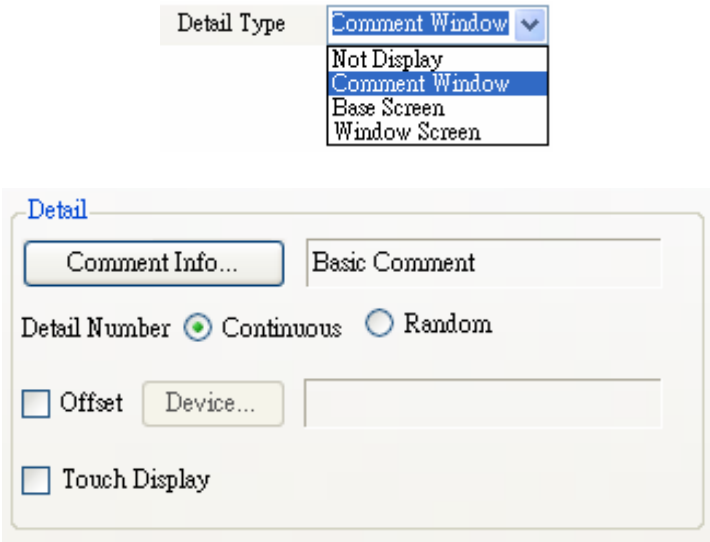 Detail Type Comment Window
Not Display
Comment Window
Base Screen
Window Screen
Detail
Comment Info... Basic Comment
Detail Number Continuous Random
Offset Device...
Touch Display